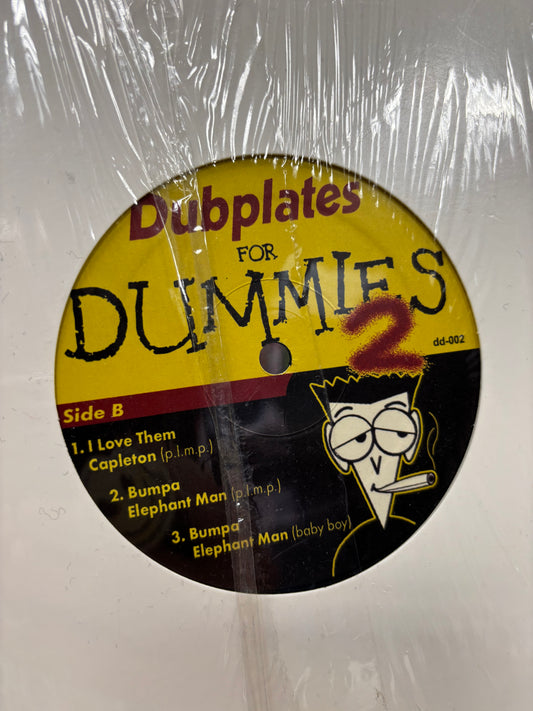 Dubplates
FOR
DUMMIES
2
dd-002
Side B
1. I Love Them
Capleton (p.l.m.p.)
2. Bumpa
Elephant Man (p.l.m.p.)
3. Bumpa
Elephant Man (baby boy)